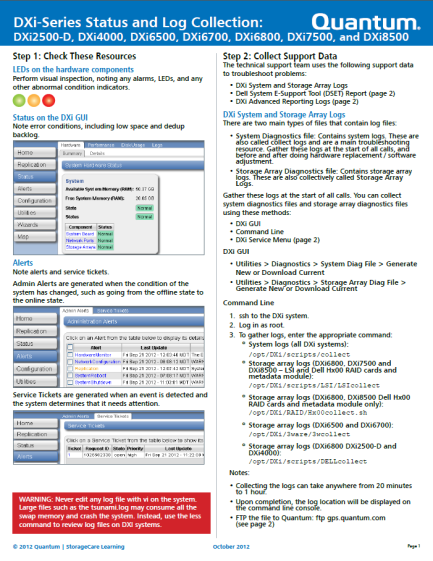 DXi-Series Status and Log Collection:
DXi2500-D, DXi4000, DXi6500, DXi6700, DXi6800, DXi7500, and DXi8500
Quantum.
Step 1: Check These Resources
LEDs on the hardware components
Perform visual inspection, noting any alarms, LEDs, and any
other abnormal condition indicators.
Status on the DXi GUI
Note error conditions, including low space and dedup
backlog.
Hardware Performance Disk Usage Logs
Summary Details
Home
Replication
Status
Alerts
Configuration
Utilities
Wizards
Map
System Hardware Status
System
Available System Memory (RAM):
Free System Memory (RAM):
State Normal
Status Normal
Component Status
System Board Normal
Network Ports Normal
Storage Arrays Normal
Alerts
Note alerts and service tickets.
Admin Alerts are generated when the condition of the
system has changed, such as going from the offline state to
the online state.
Admin Alerts Service Tickets
Home
Replication
Status
Alerts
Configuration
Utilities
Administration Alerts
Click on an Alert from the table below to display its details
Alert Last Update
HardwareMonitor
NetworkConfiguration
Replication
SystemReboot
SystemShutdown
Service Tickets are generated when an event is detected and
the system determines that it needs attention.
Admin Alerts Service Tickets
Home
Replication
Status
Alerts
Service Tickets
Click on a Service Ticket from the table below to show its
Ticket Request ID State Priority Last Update
WARNING: Never edit any log file with vi on the system.
Large files such as the tsunami.log may consume all the
swap memory and crash the system. Instead, use the less
command to review log files on DXi systems.
Step 2: Collect Support Data
The technical support team uses the following support data
to troubleshoot problems:
• DXi System and Storage Array Logs
• Dell System E-Support Tool (DSET) Report (page 2)
• DXi Advanced Reporting Logs (page 2)
DXi System and Storage Array Logs
There are two main types of files that contain log files:
• System Diagnostics file: Contains system logs. These are
also called collect logs and are a main troubleshooting
resource. Gather these logs at the start of all calls, and
before and after doing hardware replacement / software
adjustment.
• Storage Array Diagnostics file: Contains storage array
logs. These are also collectively called Storage Array
Logs.
Gather these logs at the start of all calls. You can collect
system diagnostics files and storage array diagnostics files
using these methods:
• DXi GUI
• Command Line
• DXi Service Menu (page 2)
DXi GUI
• Utilities > Diagnostics > System Diag File > Generate
New or Download Current
• Utilities > Diagnostics > Storage Array Diag File >
Generate New or Download Current
Command Line
1. ssh to the DXi system.
2. Log in as root.
3. To gather logs, enter the appropriate command:
° System logs (all DXi systems):
/opt/DXi/scripts/collect
° Storage array logs (DXi6800, DXi7500 and
DXi8500 – LSI and Dell Hx00 RAID cards and
metadata module):
/opt/DXi/scripts/LSI/LSIcollect
° Storage array logs (DXi6800, DXi8500 Dell Hx00
RAID cards and metadata module only):
/opt/DXi/RAID/Hx00collect.sh
° Storage array logs (DXi6500 and DXi6700):
/opt/DXi/3ware/3wcollect
° Storage array logs (DXi6800 DXi2500-D and
DXi4000):
/opt/DXi/scripts/DELLcollect
Notes:
• Collecting the logs can take anywhere from 20 minutes
to 1 hour.
• Upon completion, the log location will be displayed on
the command line console.
• FTP the file to Quantum: ftp gps.quantum.com
(see page 2)
© 2012 Quantum | StorageCare Learning
October 2012
Page 1